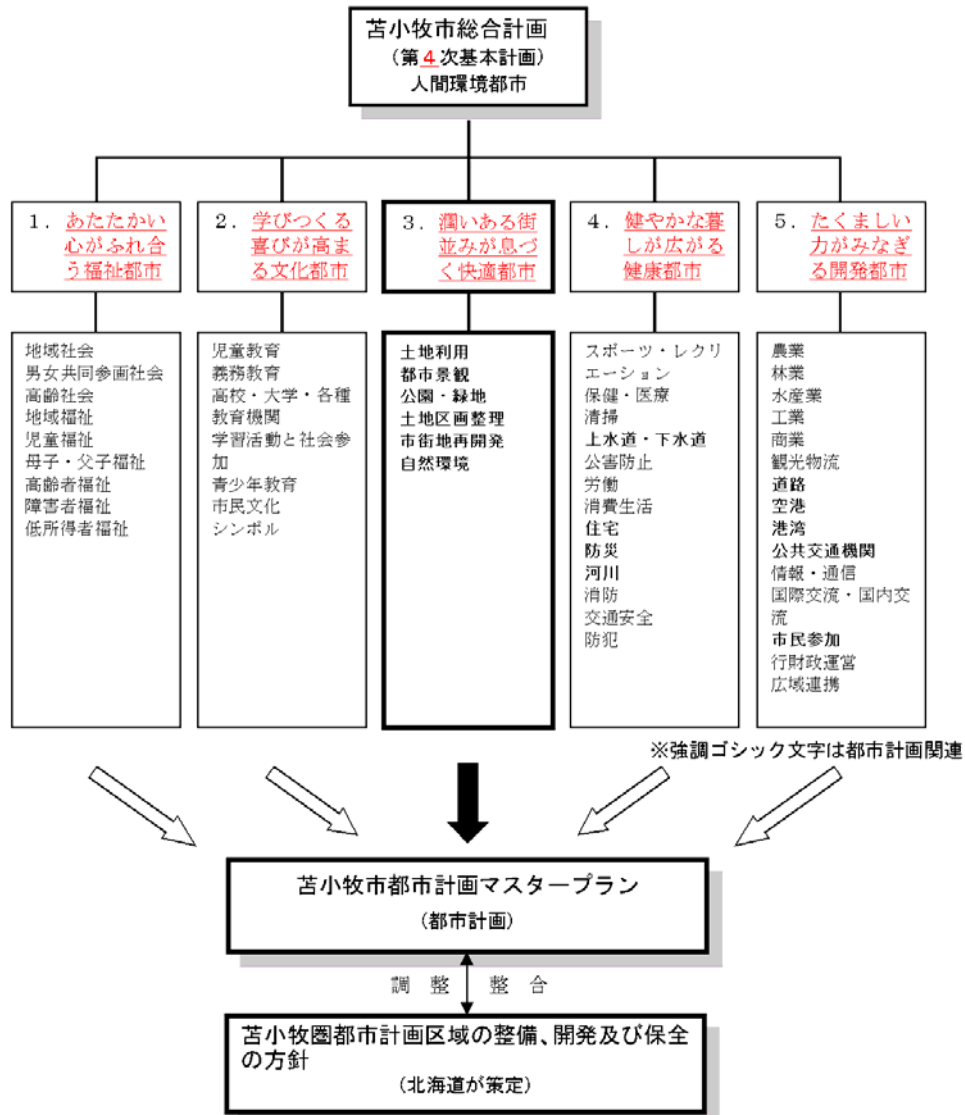 苫小牧市総合計画
（第４次基本計画）
人間環境都市
１．あたたかい
心がふれ合
う福祉都市
２．学びつくる
喜びが高ま
る文化都市
３．潤いある街
並みが息づ
く快適都市
４．健やかな暮
しが広がる
健康都市
５．たくましい
力がみなぎ
る開発都市
地域社会
男女共同参画社会
高齢社会
地域福祉
児童福祉
母子・父子福祉
高齢者福祉
障害者福祉
低所得者福祉
児童教育
義務教育
高校・大学・各種
教育機関
学習活動と社会参
加
青少年教育
市民文化
シンボル
土地利用
都市景観
公園・緑地
土地区画整理
市街地再開発
自然環境
スポーツ・レクリ
エーション
保健・医療
清掃
上水道・下水道
公害防止
労働
消費生活
住宅
防災
河川
消防
交通安全
防犯
農業
林業
水産業
工業
商業
観光物流
道路
空港
港湾
公共交通機関
情報・通信
国際交流・国内交
流
市民参加
行財政運営
広域連携
※強調ゴシック文字は都市計画関連
苫小牧市都市計画マスタープラン
（都市計画）
調 整 整 合
苫小牧圏都市計画区域の整備、開発及び保全
の方針
（北海道が策定）